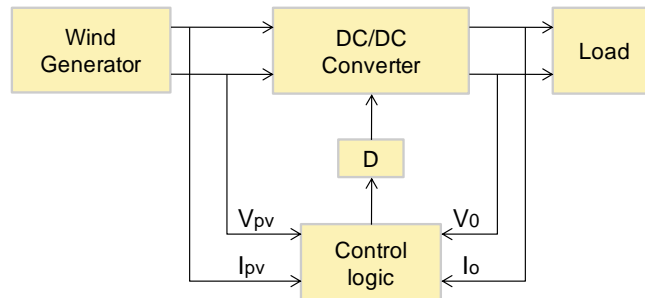 Wind
Generator
DC/DC
Converter
Load
D
Vpv
V0
Control
logic
Ipv
Io